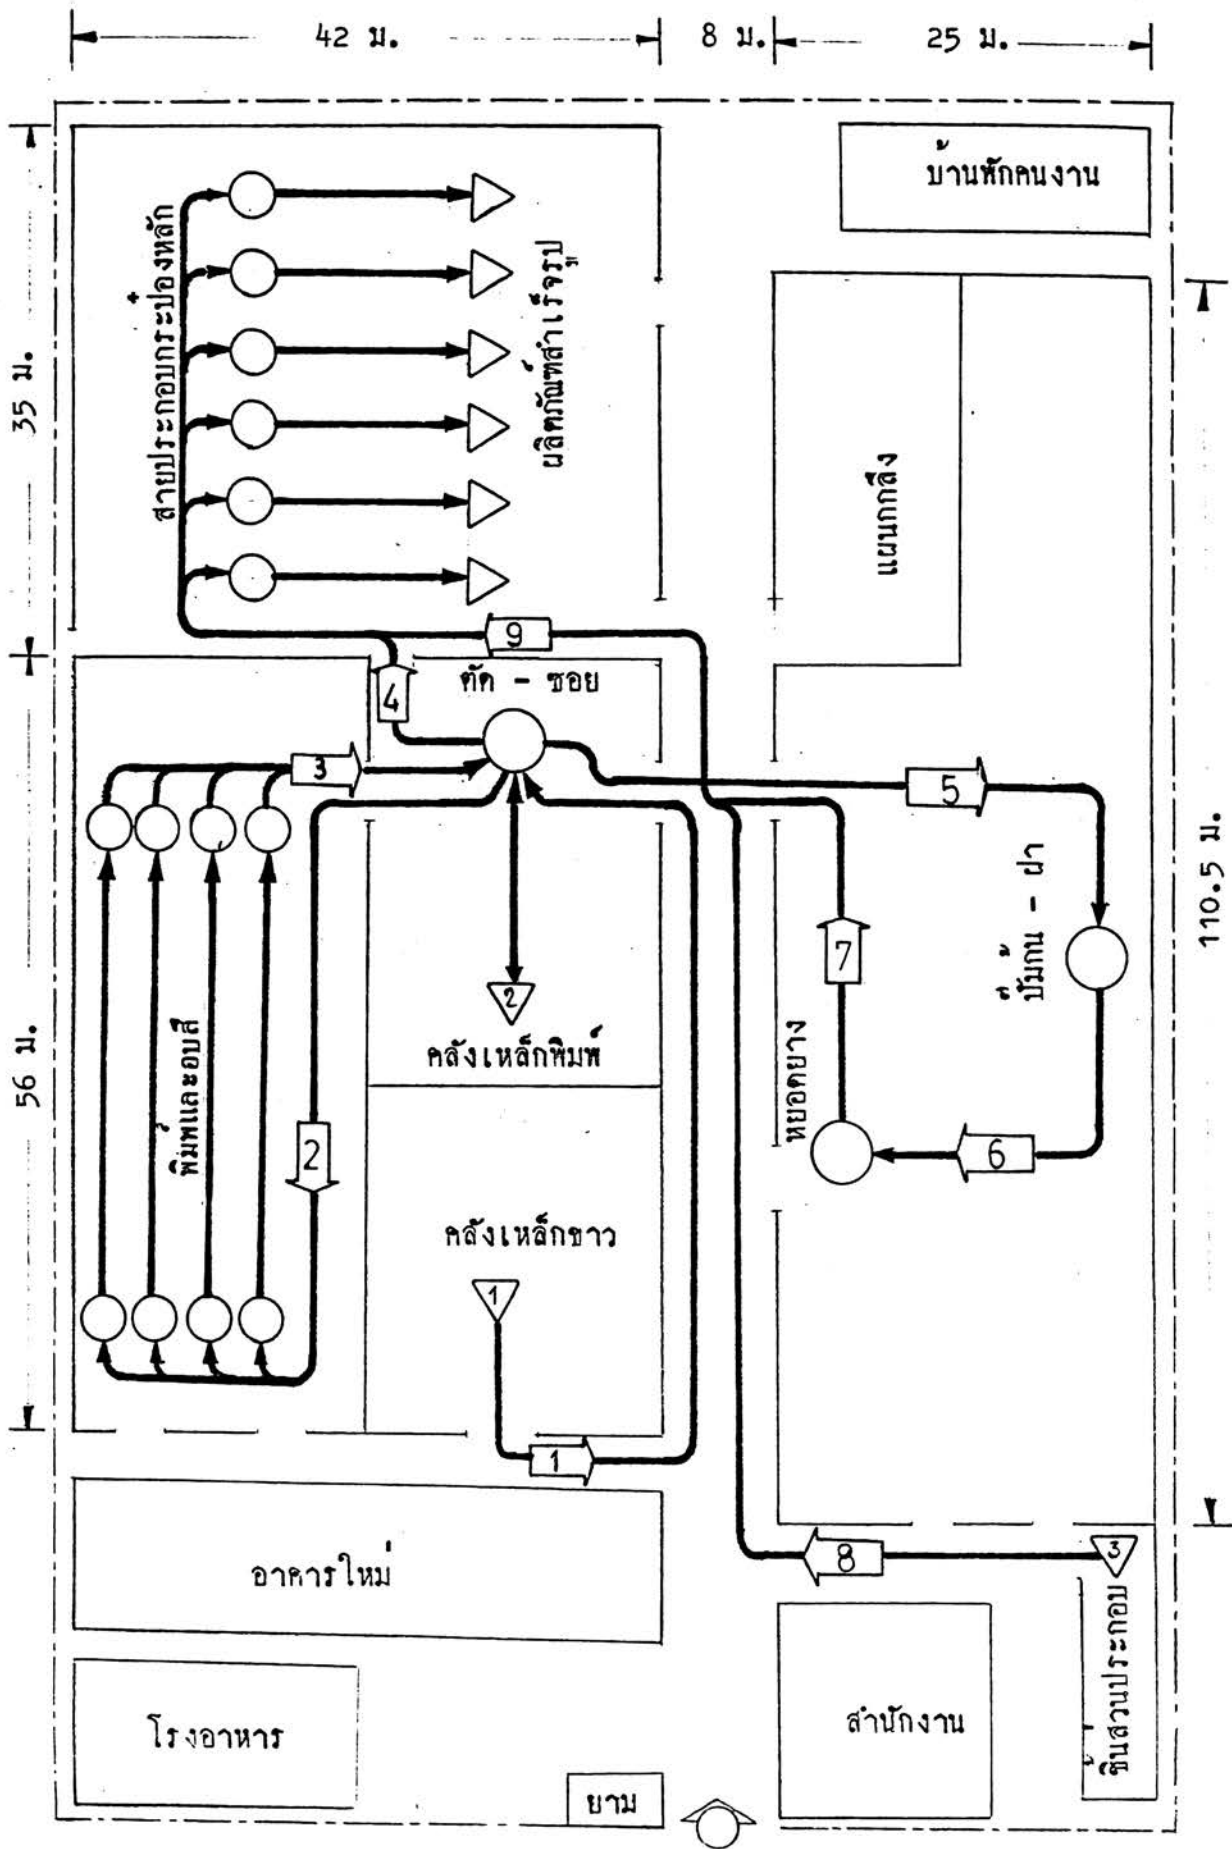 42 ม.
8 ม.
25 ม.
บ้านพักคนงาน
35 ม.
สายประกอบกระป๋องหลัก
ผลิตภัณฑ์สำเร็จรูป
แผนกกลึง
9
ตัด - ซอย
4
3
5
110.5 ม.
ปั้มก้น - ฝา
7
2
คลังเหล็กพิมพ์
หยอดยาง
56 ม.
พิมพ์และอบสี
2
6
คลังเหล็กขาว
1
1
8
3
อาคารใหม่
ชิ้นส่วนประกอบ
สำนักงาน
โรงอาหาร
ยาม